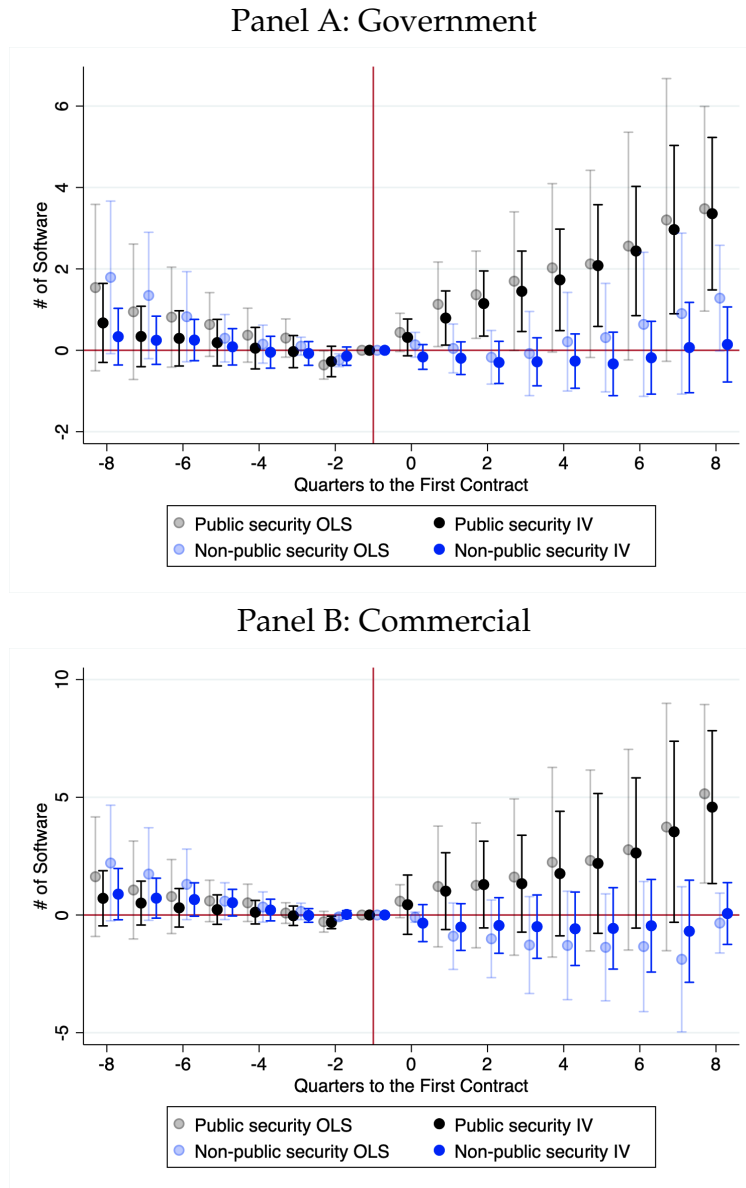 Panel A: Government
6
4
2
0
-2
# of Software
-8 -6 -4 -2 0 2 4 6 8
Quarters to the First Contract
Public security OLS Public security IV
Non-public security OLS Non-public security IV
Panel B: Commercial
10
5
0
-5
# of Software
-8 -6 -4 -2 0 2 4 6 8
Quarters to the First Contract
Public security OLS Public security IV
Non-public security OLS Non-public security IV